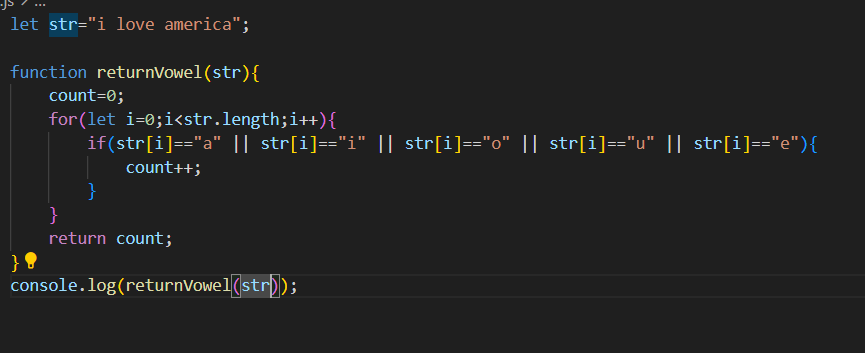 .js > ...
let str="i love america";
function returnVowel(str){
count=0;
for(let i=0;i<str.length;i++){
if(str[i]=="a" || str[i]=="i" || str[i]=="o" || str[i]=="u" || str[i]=="e"){
count++;
}
}
return count;
}
console.log(returnVowel(str));